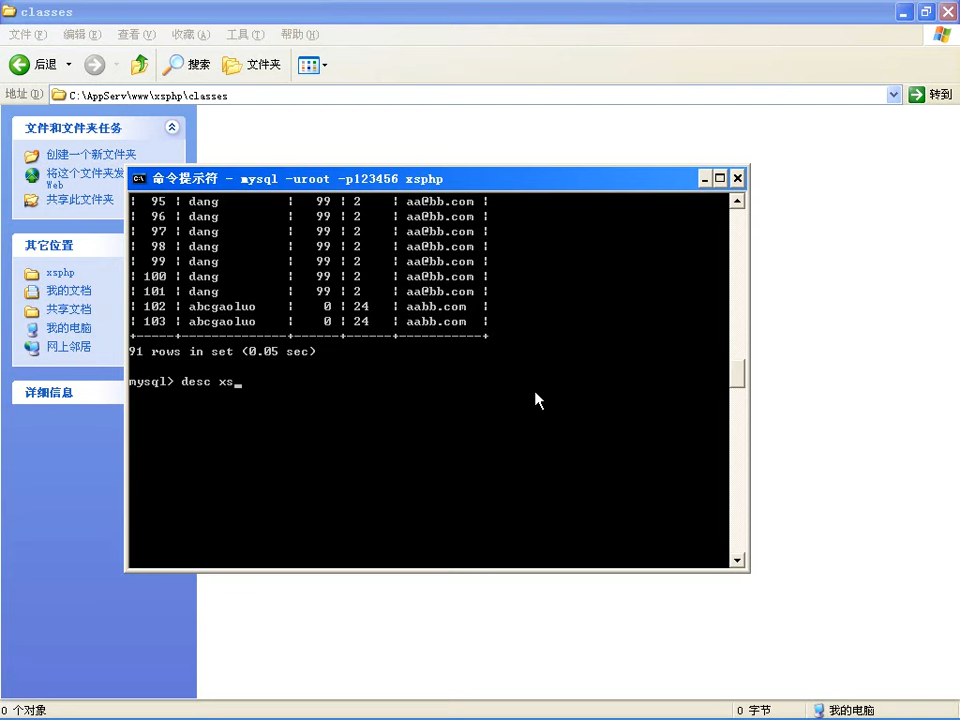 classes
文件(F) 编辑(E) 查看(V) 收藏(A) 工具(T) 帮助(H)
后退 搜索 文件夹
地址(D) C:\AppServ\www\xsphp\classes 转到
文件和文件夹任务
创建一个新文件夹
将这个文件夹发
Web
共享此文件夹
其它位置
xsphp
我的文档
共享文档
我的电脑
网上邻居
详细信息
命令提示符 - mysql -uroot -p123456 xsphp
| 95 | dang | 99 | 2 | aa@bb.com |
| 96 | dang | 99 | 2 | aa@bb.com |
| 97 | dang | 99 | 2 | aa@bb.com |
| 98 | dang | 99 | 2 | aa@bb.com |
| 99 | dang | 99 | 2 | aa@bb.com |
| 100 | dang | 99 | 2 | aa@bb.com |
| 101 | dang | 99 | 2 | aa@bb.com |
| 102 | abcgaoluo | 0 | 24 | aabb.com |
| 103 | abcgaoluo | 0 | 24 | aabb.com |
+-----+--------------+------+------+-----------+
91 rows in set (0.05 sec)
mysql> desc xs_
0 个对象 0 字节 我的电脑